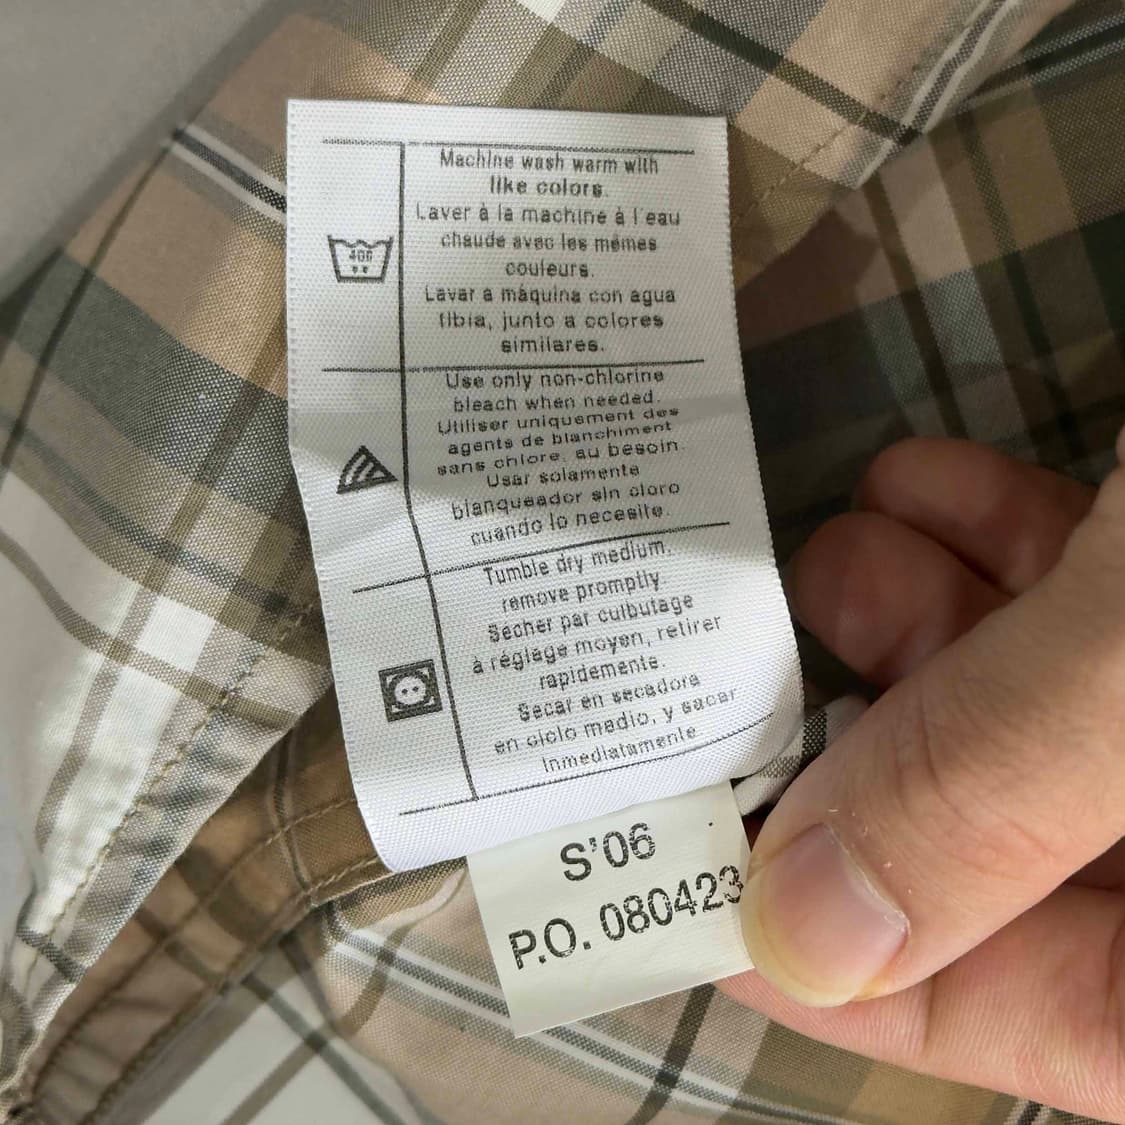 Machine wash warm with
like colors.
Laver à la machine à l'eau
chaude avec les mêmes
couleurs.
Lavar a máquina con agua
tibia, junto a colores
similares.
Use only non-chlorine
bleach when needed.
Utiliser uniquement des
agents de blanchiment
sans chlore, au besoin.
Usar solamente
blanqueador sin cloro
cuando lo necesite.
Tumble dry medium.
remove promptly.
Sécher par culbutage
à réglage moyen, retirer
rapidemente.
Secar en secadora
en ciclo medio, y sacar
inmediatamente
S'06
P.O. 080423